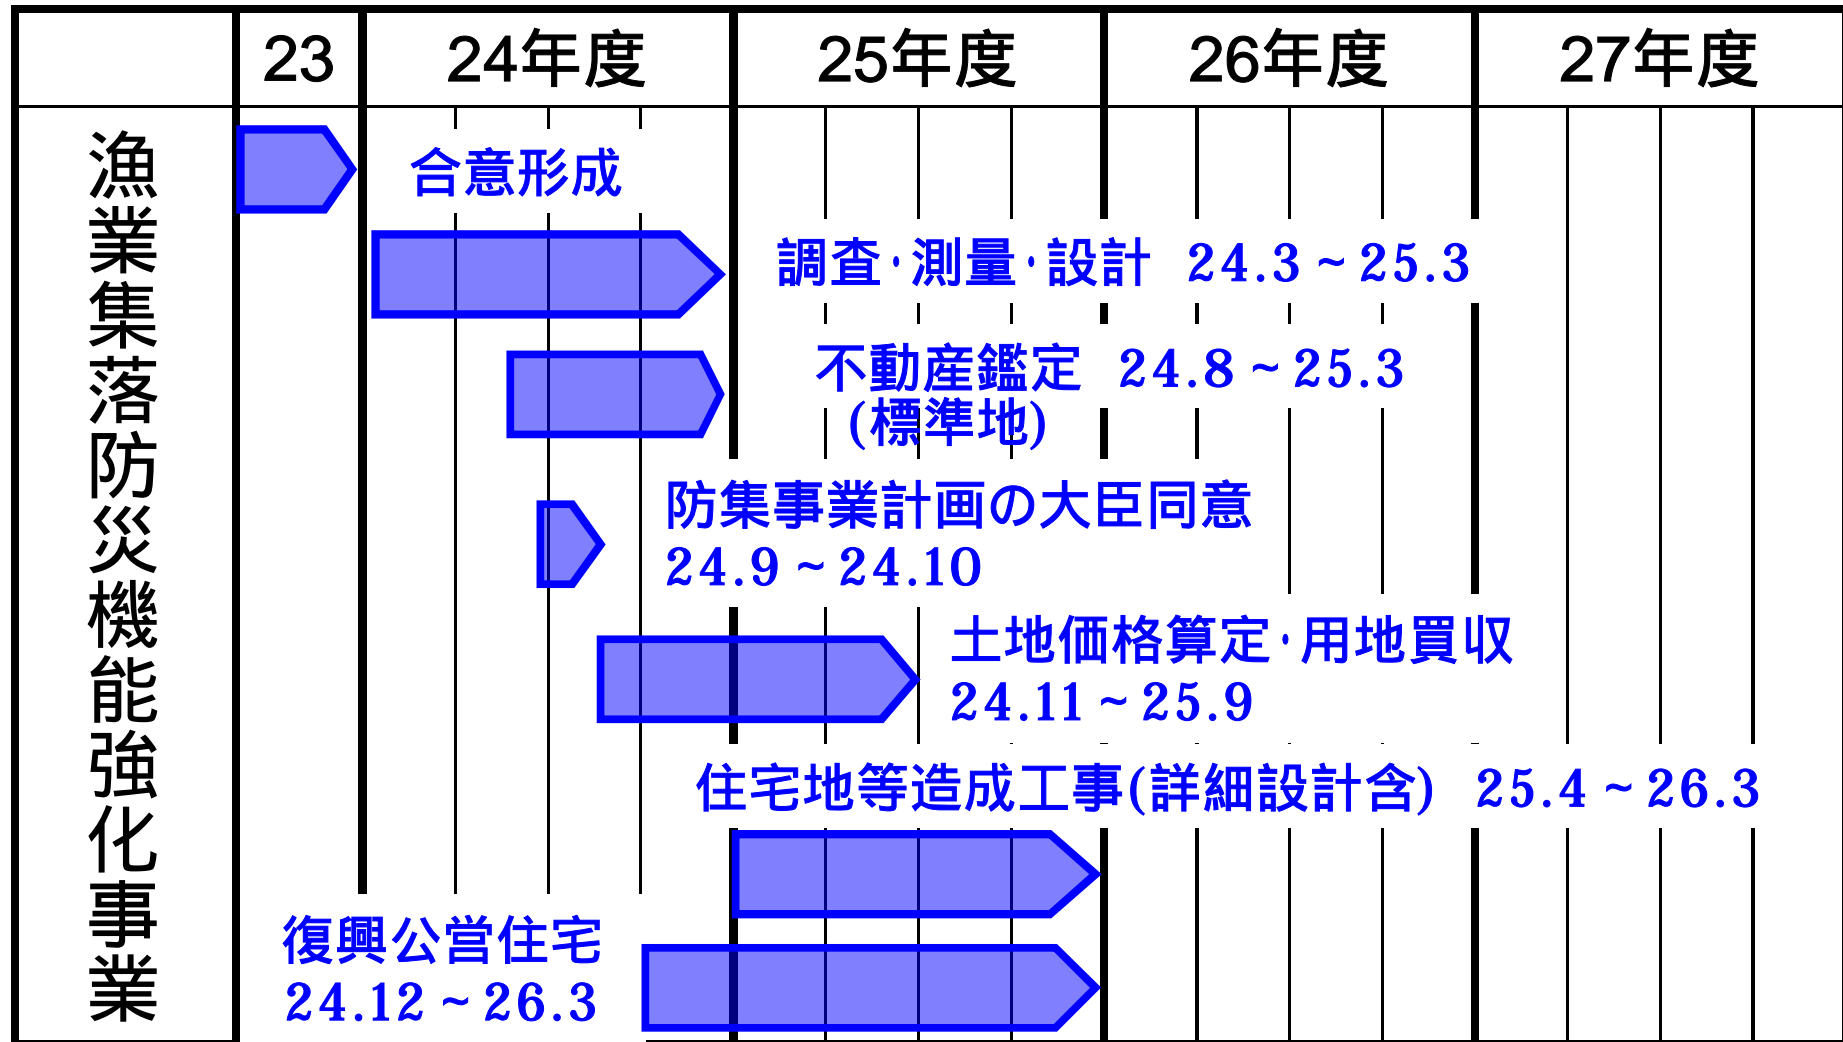 23 24年度 25年度 26年度 27年度
漁業集落防災機能強化事業
合意形成
調査・測量・設計 24.3~25.3
不動産鑑定 24.8~25.3
(標準地)
防集事業計画の大臣同意
24.9~24.10
土地価格算定・用地買収
24.11~25.9
住宅地等造成工事(詳細設計含) 25.4~26.3
復興公営住宅
24.12~26.3